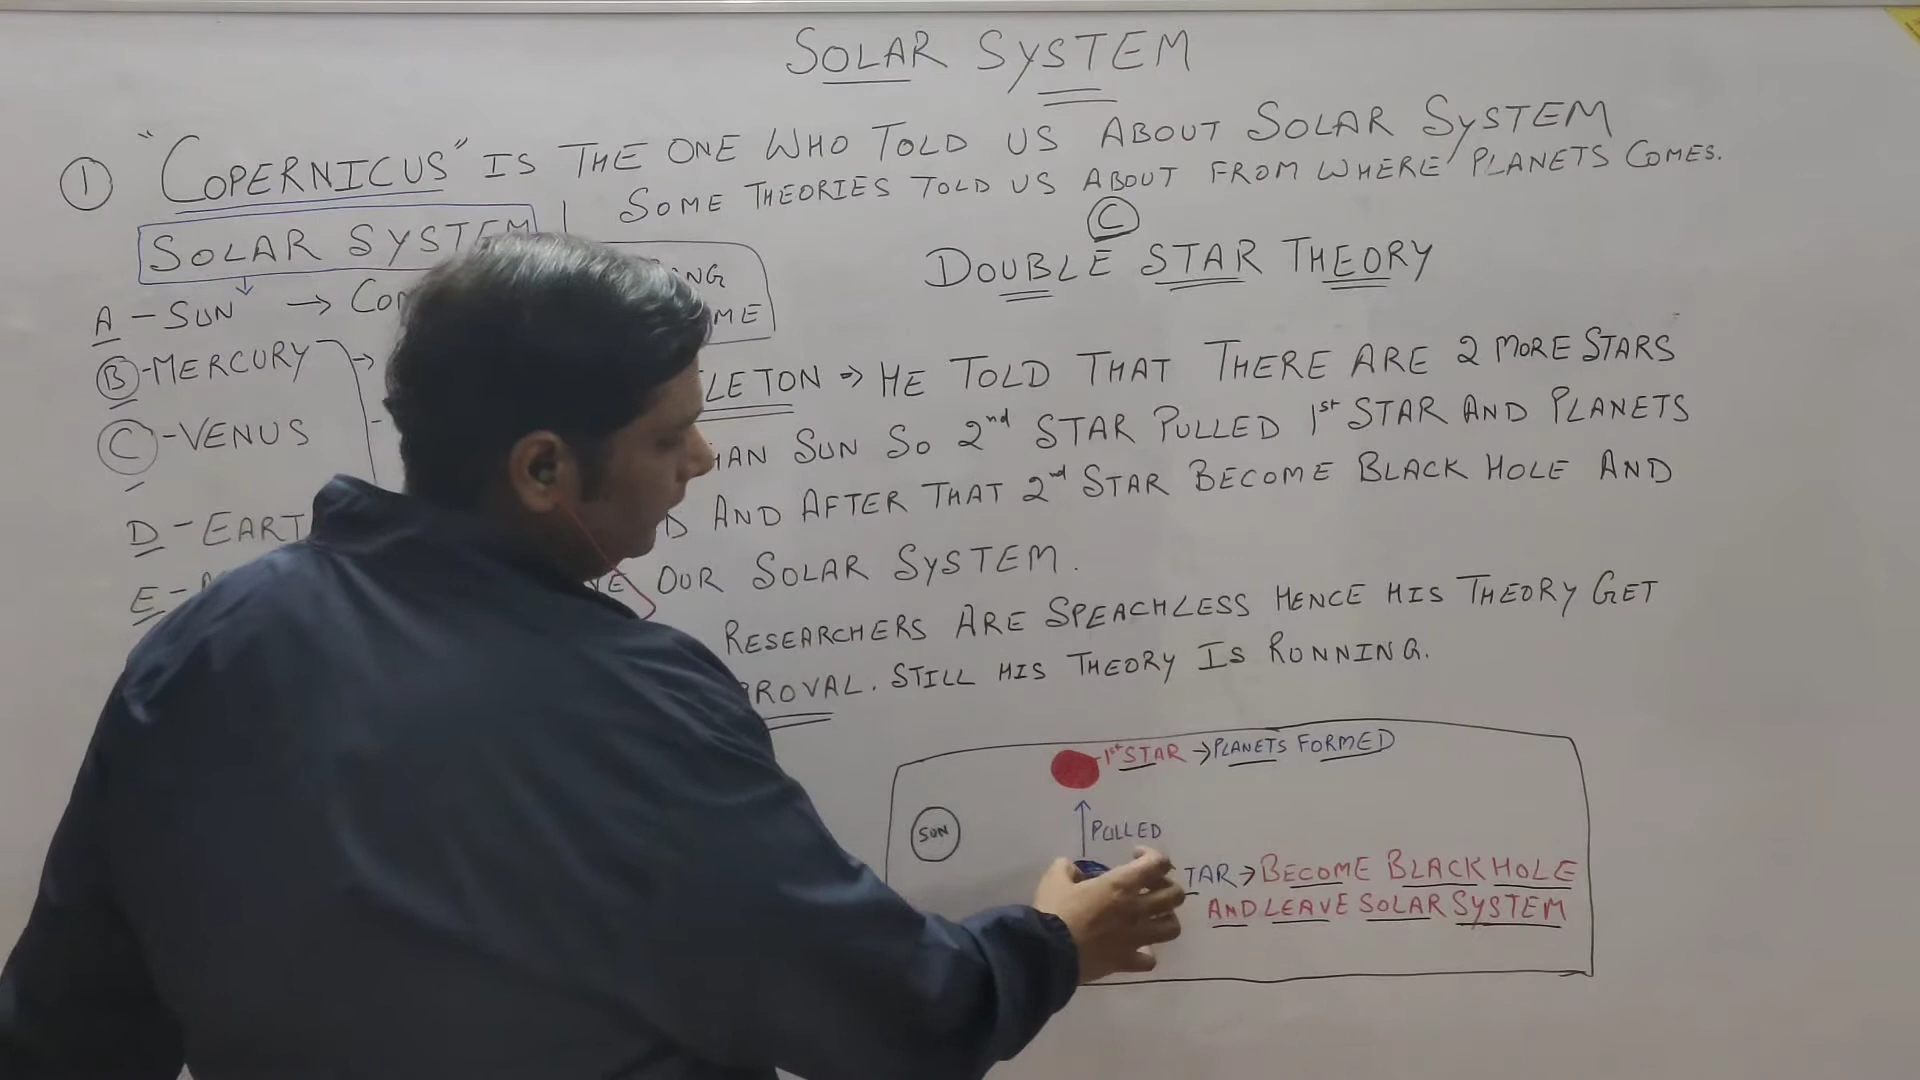 SOLAR SYSTEM
① "COPERNICUS" IS THE ONE WHO TOLD US ABOUT SOLAR SYSTEM
SOME THEORIES TOLD US ABOUT FROM WHERE PLANETS COMES.
SOLAR SYSTEM
A - SUN →
B - MERCURY →
C - VENUS
D - EART
E -
C
DOUBLE STAR THEORY
LETON ⇒ HE TOLD THAT THERE ARE 2 MORE STARS
HAN SUN SO 2nd STAR PULLED 1st STAR AND PLANETS
D AND AFTER THAT 2nd STAR BECOME BLACK HOLE AND
OUR SOLAR SYSTEM.
RESEARCHERS ARE SPEACHLESS HENCE HIS THEORY GET
PROVAL. STILL HIS THEORY IS RUNNING.
1st STAR → PLANETS FORMED
SUN
PULLED
TAR → BECOME BLACK HOLE
AND LEAVE SOLAR SYSTEM